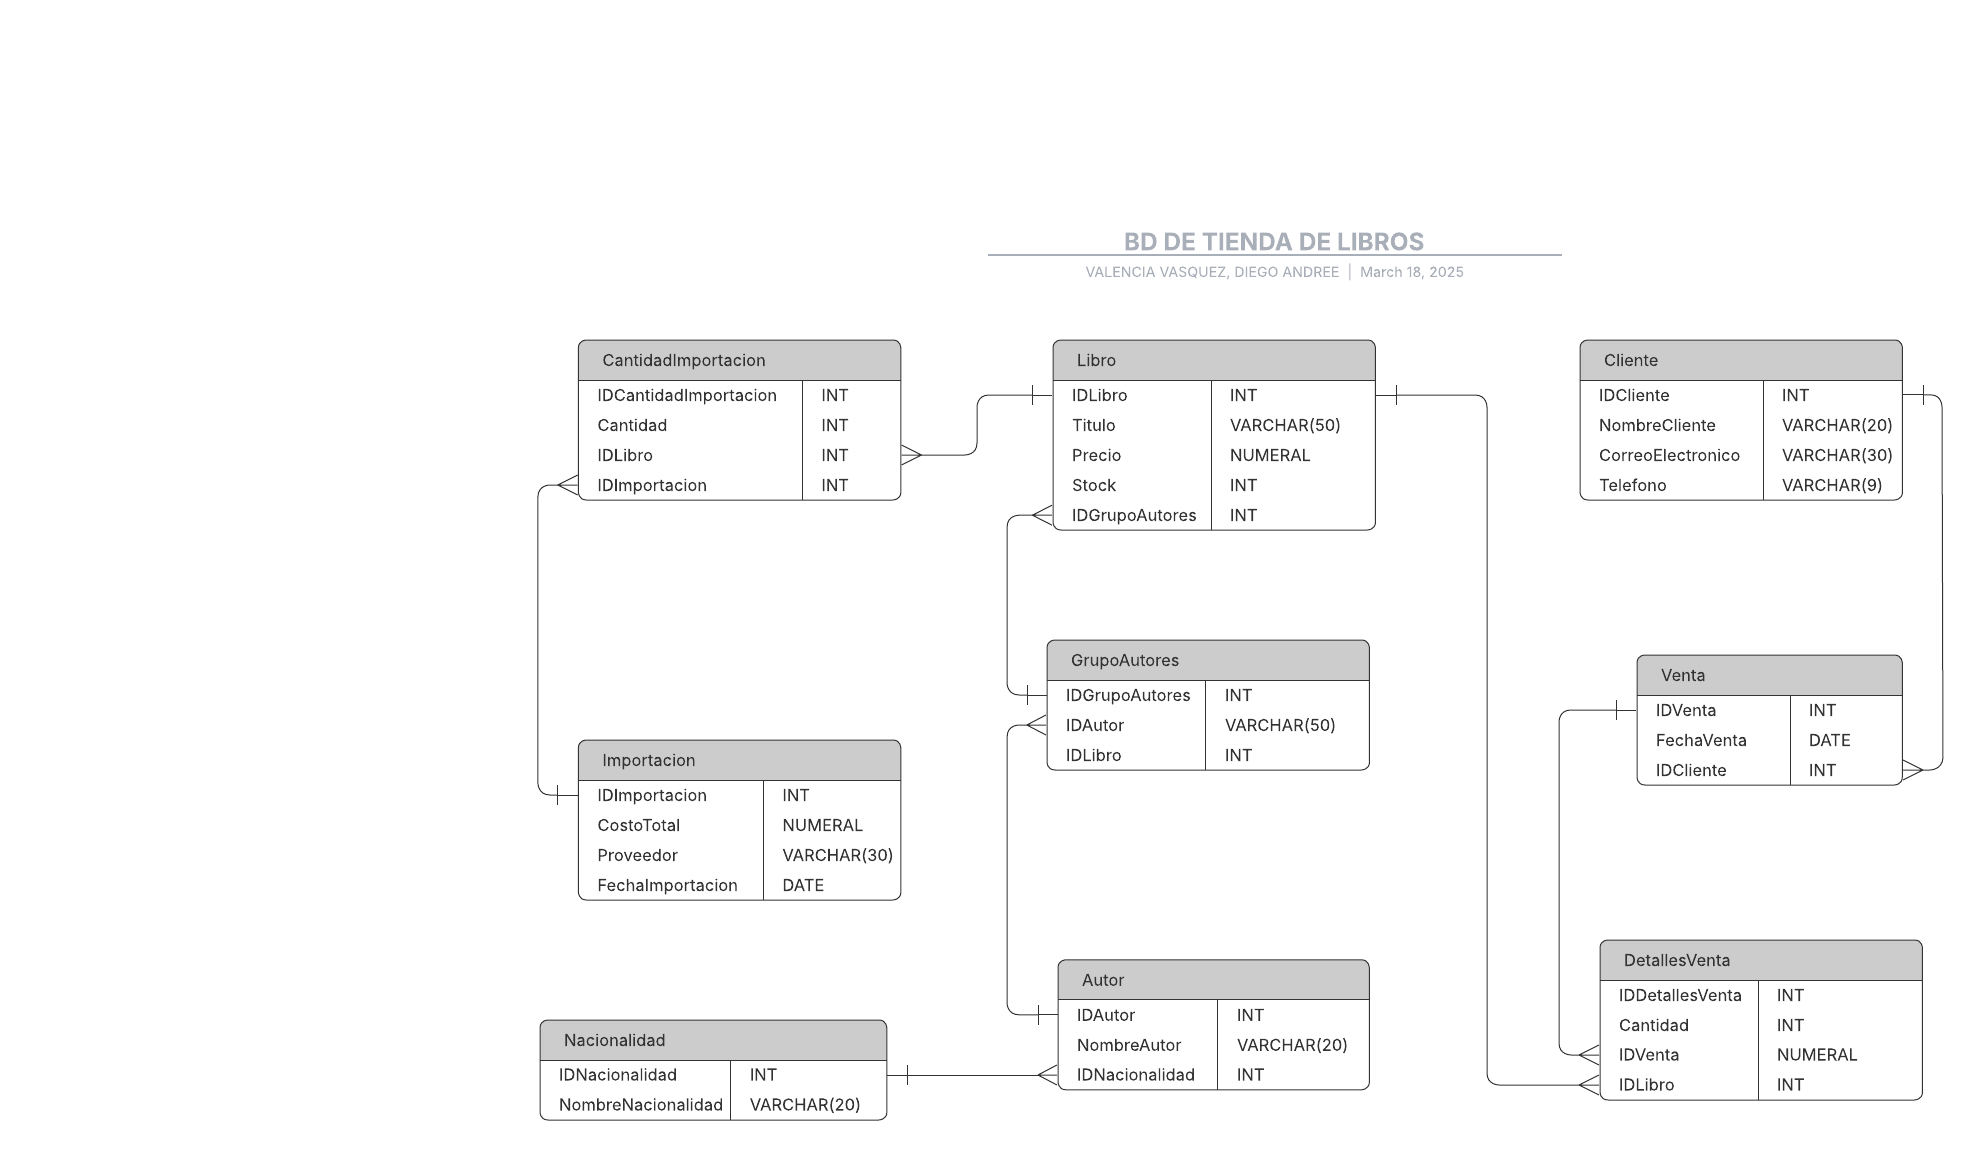 BD DE TIENDA DE LIBROS
VALENCIA VASQUEZ, DIEGO ANDREE | March 18, 2025
CantidadImportacion
IDCantidadImportacion INT
Cantidad INT
IDLibro INT
IDImportacion INT
Libro
IDLibro INT
Titulo VARCHAR(50)
Precio NUMERAL
Stock INT
IDGrupoAutores INT
Cliente
IDCliente INT
NombreCliente VARCHAR(20)
CorreoElectronico VARCHAR(30)
Telefono VARCHAR(9)
GrupoAutores
IDGrupoAutores INT
IDAutor VARCHAR(50)
IDLibro INT
Venta
IDVenta INT
FechaVenta DATE
IDCliente INT
Importacion
IDImportacion INT
CostoTotal NUMERAL
Proveedor VARCHAR(30)
FechaImportacion DATE
Autor
IDAutor INT
NombreAutor VARCHAR(20)
IDNacionalidad INT
DetallesVenta
IDDetallesVenta INT
Cantidad INT
IDVenta NUMERAL
IDLibro INT
Nacionalidad
IDNacionalidad INT
NombreNacionalidad VARCHAR(20)